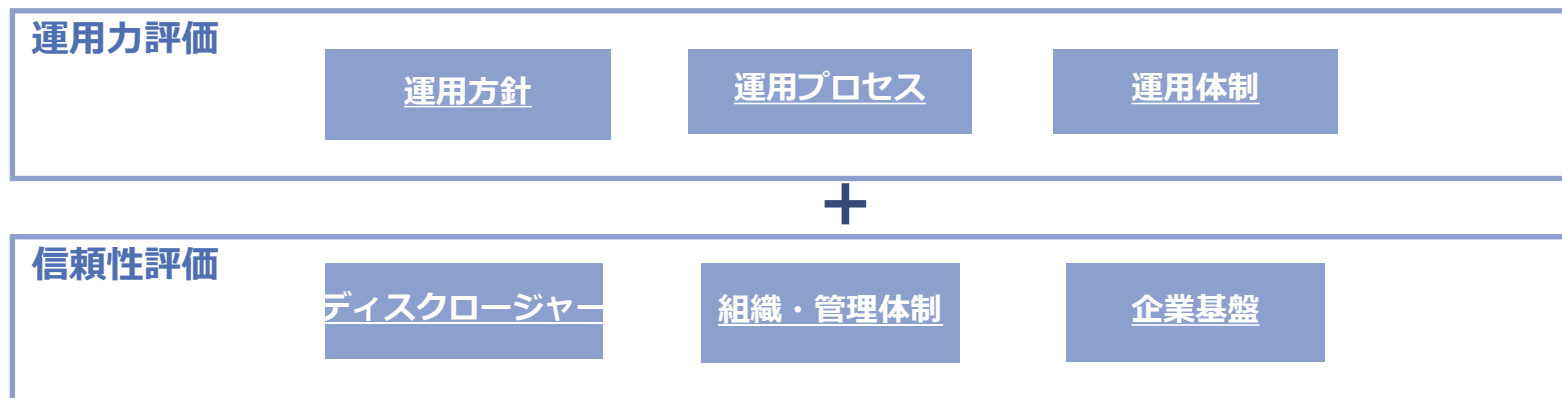 運用力評価
運用方針
運用プロセス
運用体制
+
信頼性評価
ディスクロージャー
組織・管理体制
企業基盤